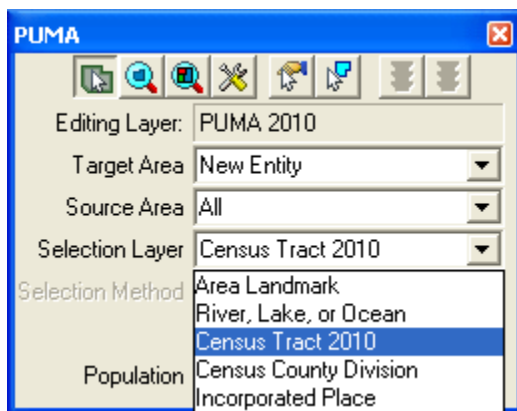 PUMA
Editing Layer: PUMA 2010
Target Area New Entity
Source Area All
Selection Layer Census Tract 2010
Selection Method Area Landmark
River, Lake, or Ocean
Census Tract 2010
Population Census County Division
Incorporated Place